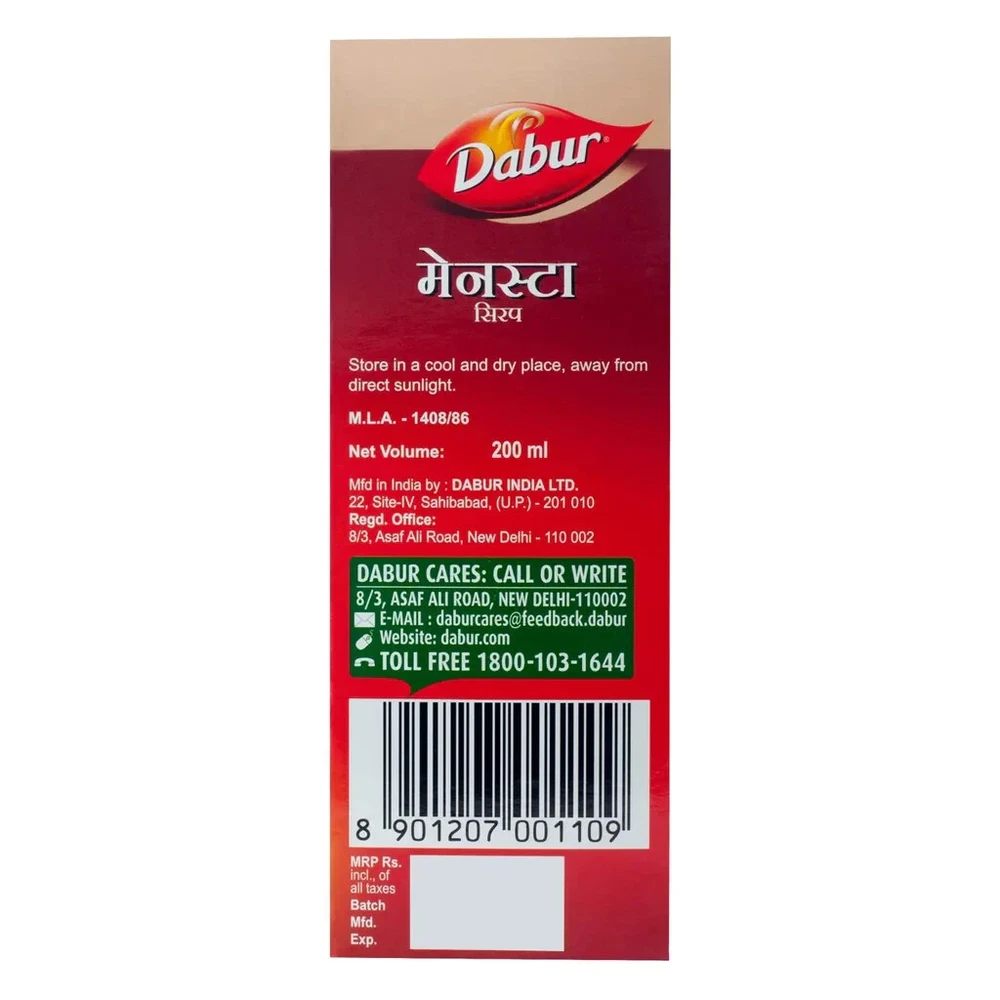 Dabur®
मेनस्टा
सिरप
Store in a cool and dry place, away from
direct sunlight.
M.L.A. - 1408/86
Net Volume: 200 ml
Mfd in India by : DABUR INDIA LTD.
22, Site-IV, Sahibabad, (U.P.) - 201 010
Regd. Office:
8/3, Asaf Ali Road, New Delhi - 110 002
DABUR CARES: CALL OR WRITE
8/3, ASAF ALI ROAD, NEW DELHI-110002
E-MAIL : daburcares@feedback.dabur
Website: dabur.com
TOLL FREE 1800-103-1644
8 901207 001109
MRP Rs.
incl., of
all taxes
Batch
Mfd.
Exp.